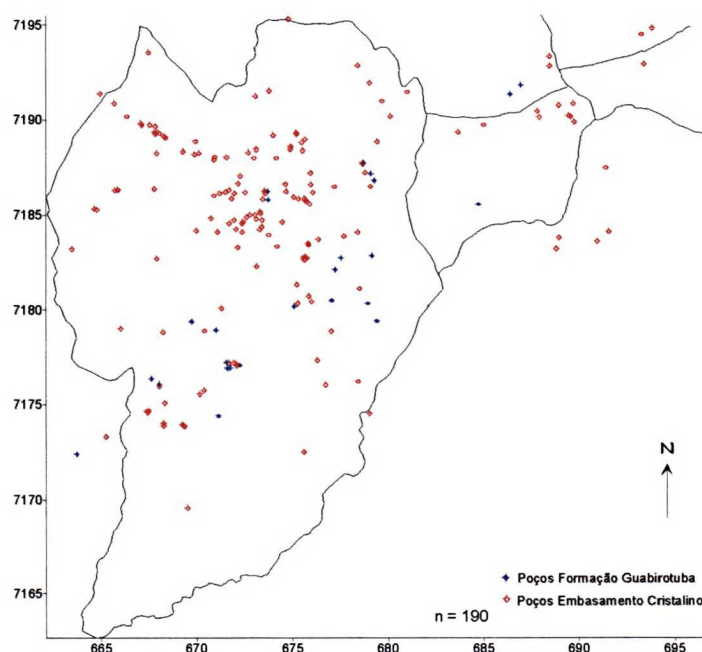 7195
7190
7185
7180
7175
7170
7165
N
Poços Formação Guabirotuba
Poços Embasamento Cristalino
n = 190
665 670 675 680 685 690 695